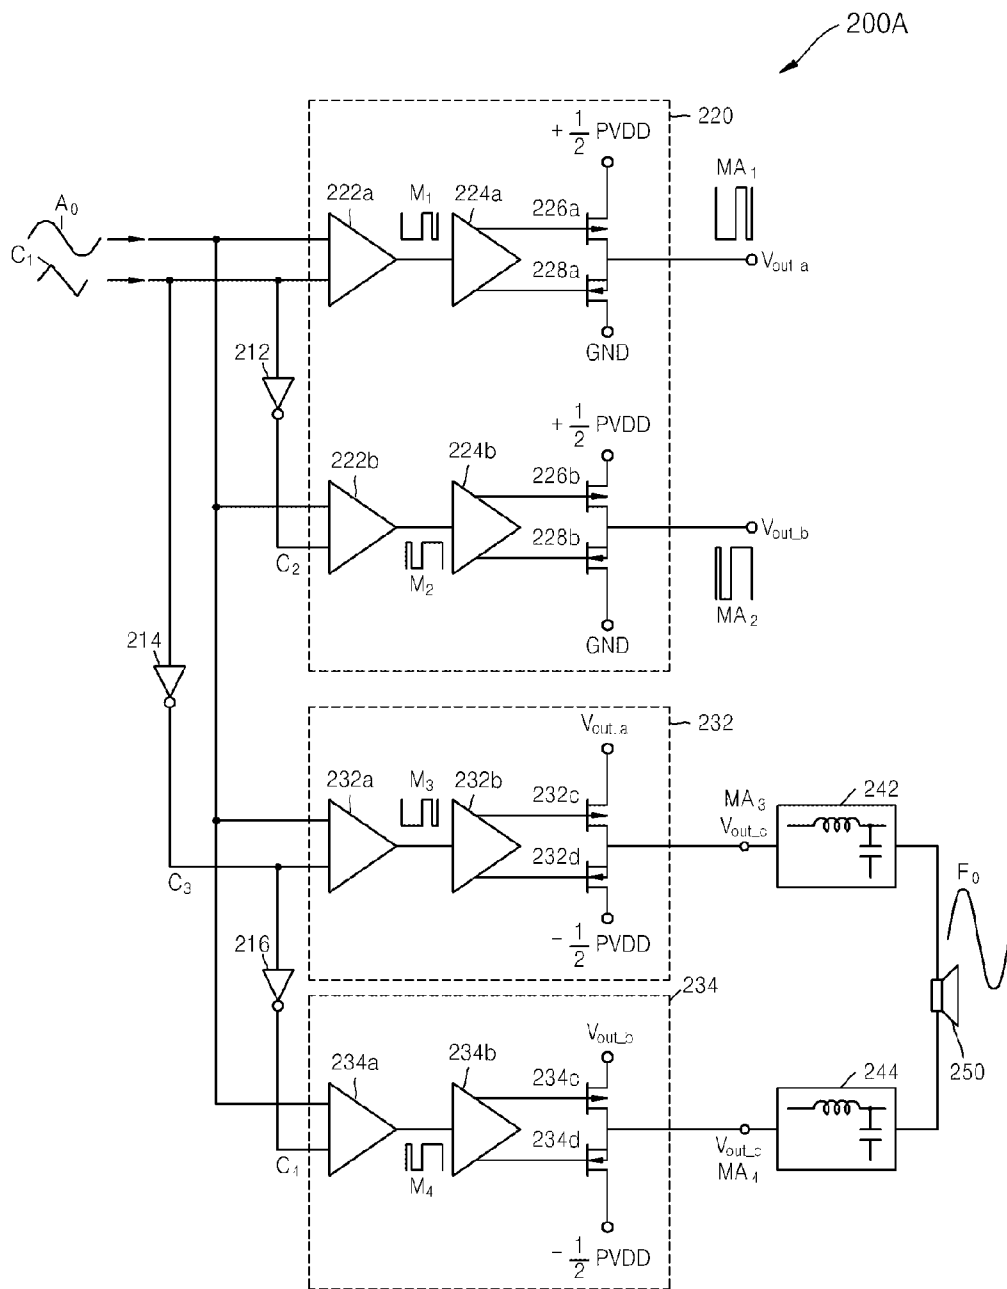 200A
220
+ 1/2 PVDD
MA1
A0
222a
M1
224a
226a
C1
228a
Vout_a
GND
212
+ 1/2 PVDD
222b
224b
226b
228b
Vout_b
C2
M2
MA2
GND
214
Vout_a
232
232a
M3
232b
232c
MA3
242
Vout_c
232d
C3
F0
- 1/2 PVDD
216
234
Vout_b
234a
234b
234c
244
250
234d
C4
M4
Vout_c
MA4
- 1/2 PVDD